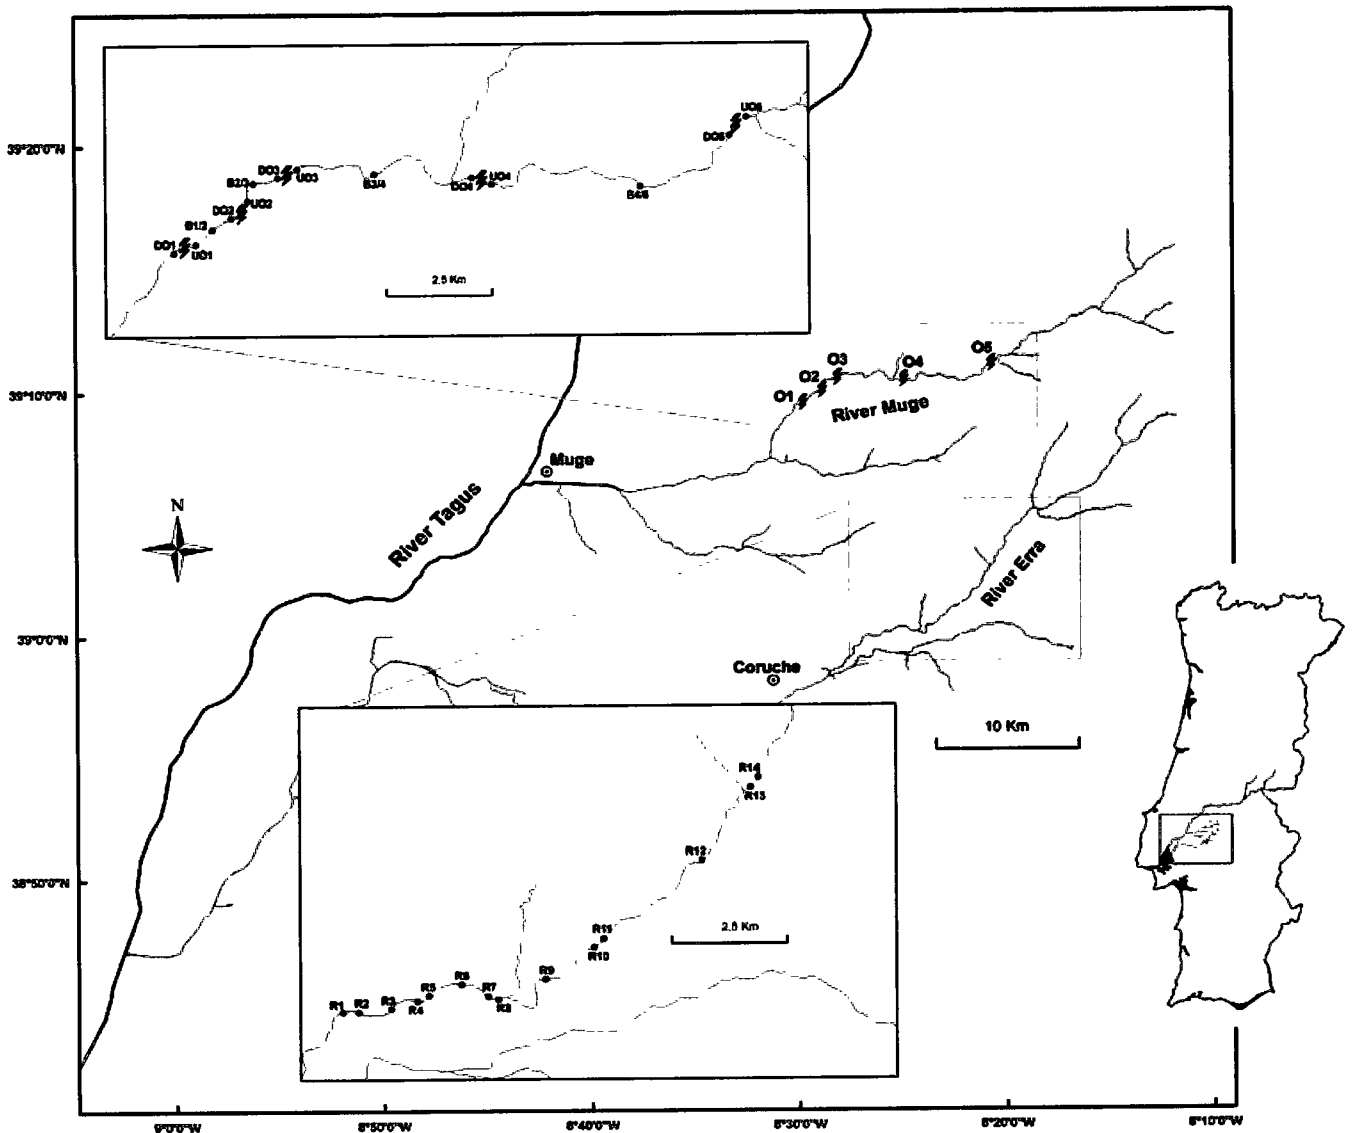 UO5
DO5
39°20'0"N
DO3
UO3
B2/3
B3/4
DO4
UO4
B4/5
DO2
UO2
B1/2
DO1
UO1
2,5 Km
O5
O3
O4
O2
O1
39°10'0"N
River Muge
Muge
River Tagus
N
River Erra
39°0'0"N
Coruche
10 Km
R14
R13
R12
38°50'0"N
2,5 Km
R11
R10
R9
R6
R5
R7
R8
R4
R3
R2
R1
9°0'0"W
8°50'0"W
8°40'0"W
8°30'0"W
8°20'0"W
8°10'0"W